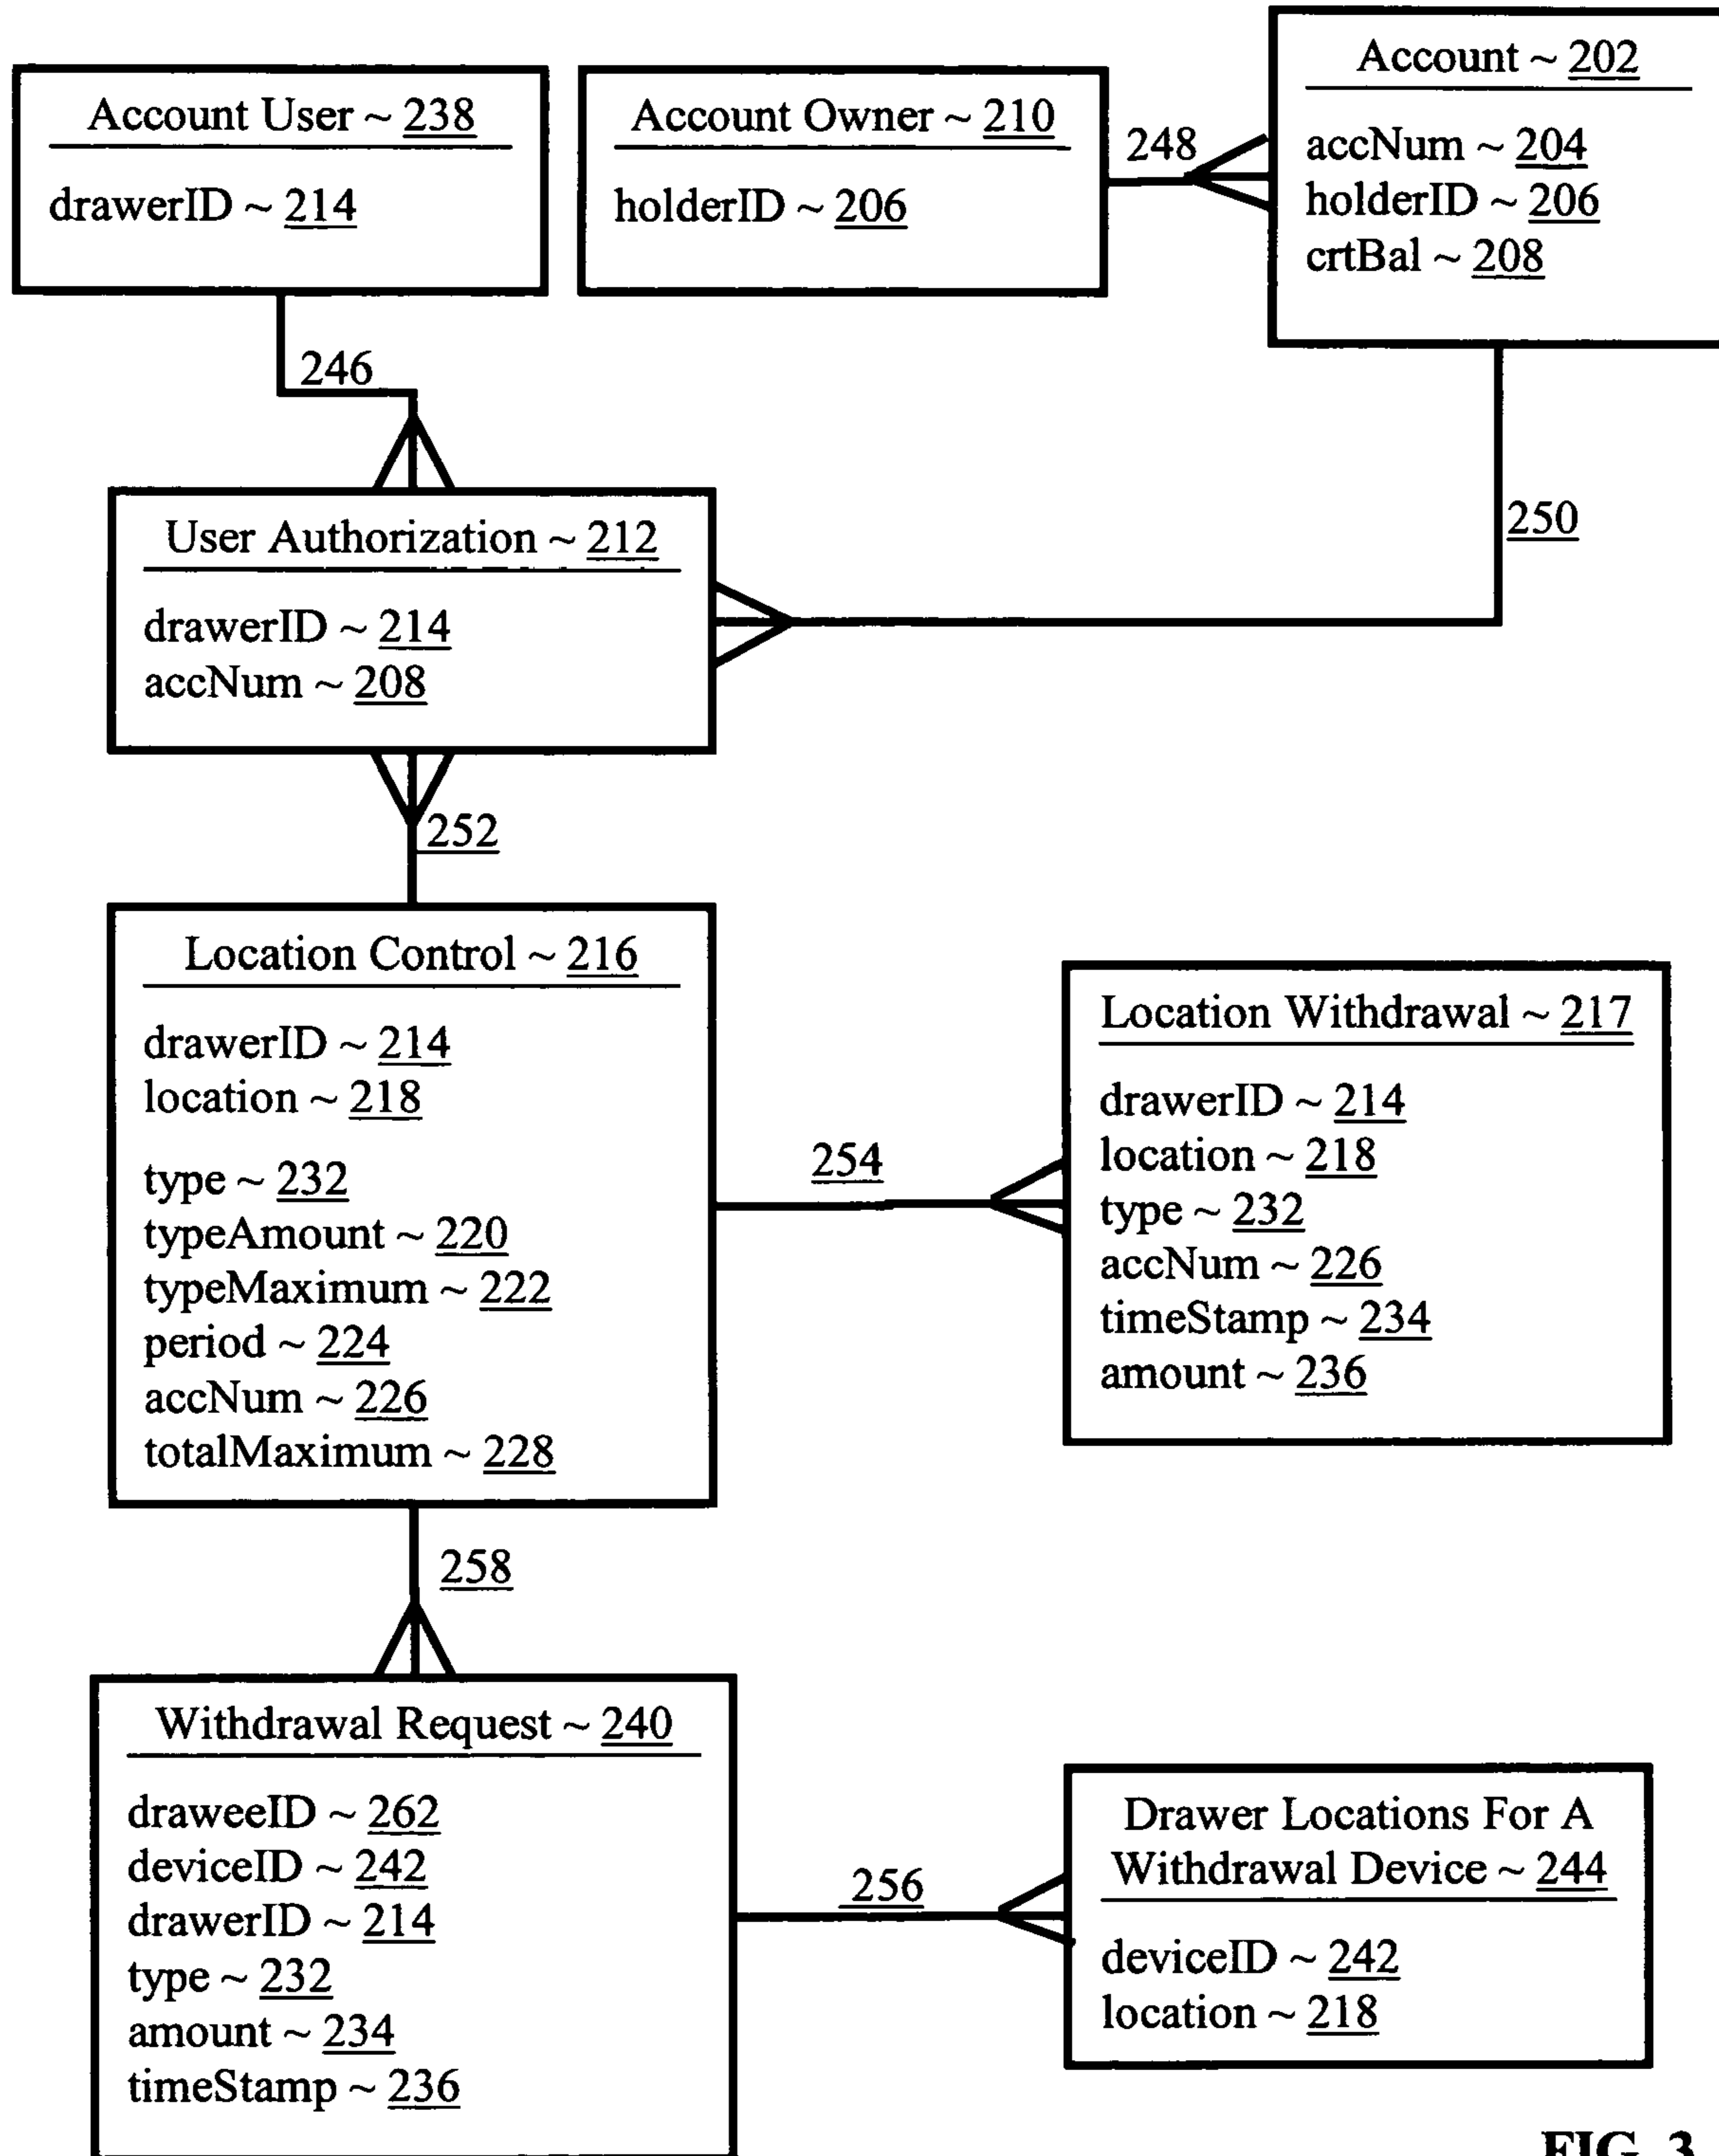 Account User ~ 238
drawerID ~ 214
Account Owner ~ 210
holderID ~ 206
248
Account ~ 202
accNum ~ 204
holderID ~ 206
crtBal ~ 208
246
250
User Authorization ~ 212
drawerID ~ 214
accNum ~ 208
252
Location Control ~ 216
drawerID ~ 214
location ~ 218
type ~ 232
typeAmount ~ 220
typeMaximum ~ 222
period ~ 224
accNum ~ 226
totalMaximum ~ 228
254
Location Withdrawal ~ 217
drawerID ~ 214
location ~ 218
type ~ 232
accNum ~ 226
timeStamp ~ 234
amount ~ 236
258
Withdrawal Request ~ 240
draweeID ~ 262
deviceID ~ 242
drawerID ~ 214
type ~ 232
amount ~ 234
timeStamp ~ 236
256
Drawer Locations For A
Withdrawal Device ~ 244
deviceID ~ 242
location ~ 218
FIG. 3